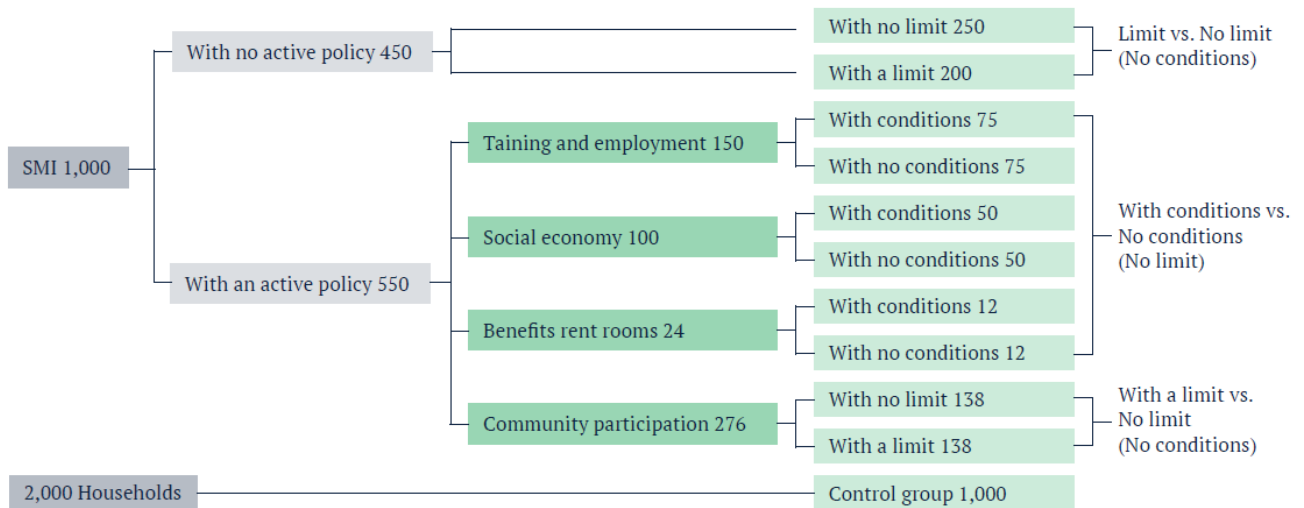 SMI 1,000
With no active policy 450
With an active policy 550
With no limit 250
With a limit 200
Limit vs. No limit
(No conditions)
Taining and employment 150
With conditions 75
With no conditions 75
Social economy 100
With conditions 50
With no conditions 50
Benefits rent rooms 24
With conditions 12
With no conditions 12
With conditions vs.
No conditions
(No limit)
Community participation 276
With no limit 138
With a limit 138
With a limit vs.
No limit
(No conditions)
2,000 Households
Control group 1,000